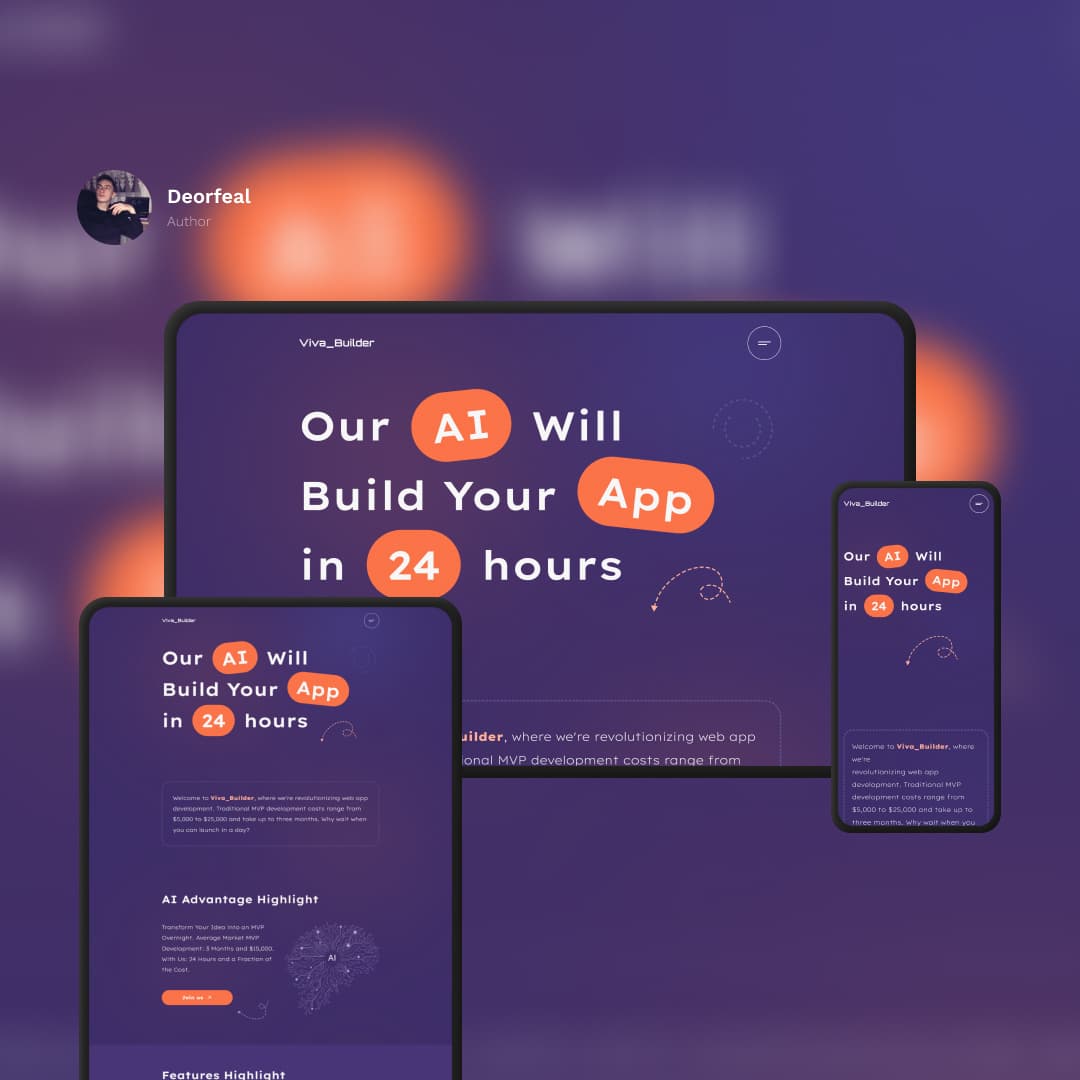 Deorfeal
Author
Viva_Builder
Our AI Will
Build Your App
in 24 hours
uilder, where we're revolutionizing web app
ional MVP development costs range from
Viva_Builder
Our AI Will
Build Your App
in 24 hours
Welcome to Viva_Builder, where we're revolutionizing web app
development. Traditional MVP development costs range from
$5,000 to $25,000 and take up to three months. Why wait when
you can launch in a day?
AI Advantage Highlight
Transform Your Idea into an MVP
Overnight. Average Market MVP
Development: 3 Months and $15,000.
With Us: 24 Hours and a Fraction of
the Cost.
AI
Join us
Features Highlight
Viva_Builder
Our AI Will
Build Your App
in 24 hours
Welcome to Viva_Builder, where
we're
revolutionizing web app
development. Traditional MVP
development costs range from
$5,000 to $25,000 and take up to
three months. Why wait when you